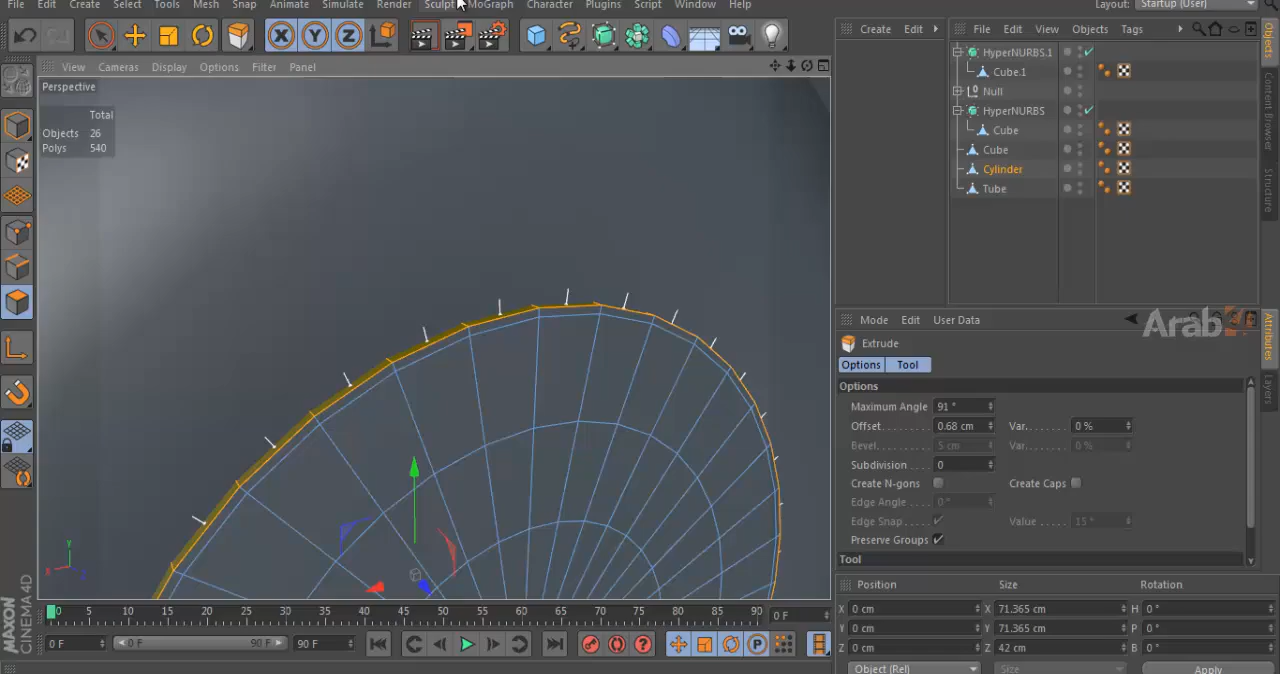 File Edit Create Select Tools Mesh Snap Animate Simulate Render Sculpt MoGraph Character Plugins Script Window Help Layout: Startup (User)
X Y Z
Create Edit File Edit View Objects Tags
View Cameras Display Options Filter Panel
Perspective
Total
Objects 26
Polys 540
HyperNURBS.1
Cube.1
Null
HyperNURBS
Cube
Cube
Cylinder
Tube
Objects
Content Browser
Structure
Mode Edit User Data
Arab
Extrude
Options Tool
Options
Maximum Angle 91 °
Offset 0.68 cm Var. 0 %
Bevel 5 cm Var. 0 %
Subdivision 0
Create N-gons Create Caps
Edge Angle 0 °
Edge Snap Value 15 °
Preserve Groups
Tool
Attributes
Layers
Y
X Z
Position Size Rotation
X 0 cm X 71.365 cm H 0 °
Y 0 cm Y 71.365 cm P 0 °
Z 0 cm Z 42 cm B 0 °
Object (Rel) Size Apply
0 5 10 15 20 25 30 35 40 45 50 55 60 65 70 75 80 85 90 0 F
0 F 0 F 90 F 90 F
P
MAXON CINEMA 4D